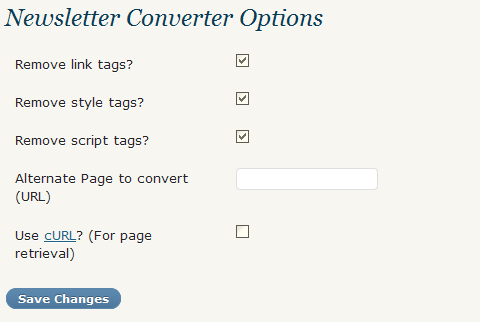 Newsletter Converter Options
Remove link tags?
Remove style tags?
Remove script tags?
Alternate Page to convert
(URL)
Use cURL? (For page
retrieval)
Save Changes